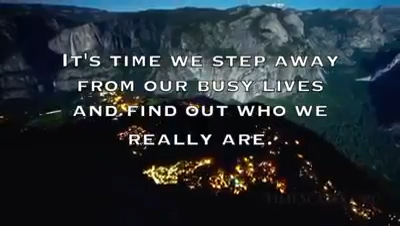 IT'S TIME WE STEP AWAY
FROM OUR BUSY LIVES
AND FIND OUT WHO WE
REALLY ARE.